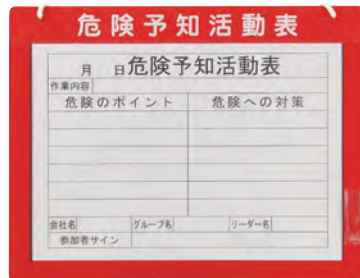 危険予知活動表
月 日危険予知活動表
作業内容
危険のポイント 危険への対策
会社名 グループ名 リーダー名
参加者サイン